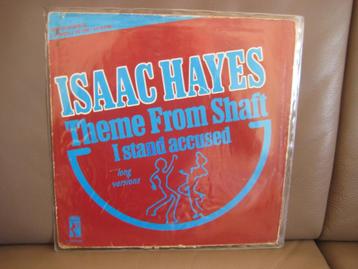 ISAAC HAYES
Theme From Shaft
I stand accused
long
versions